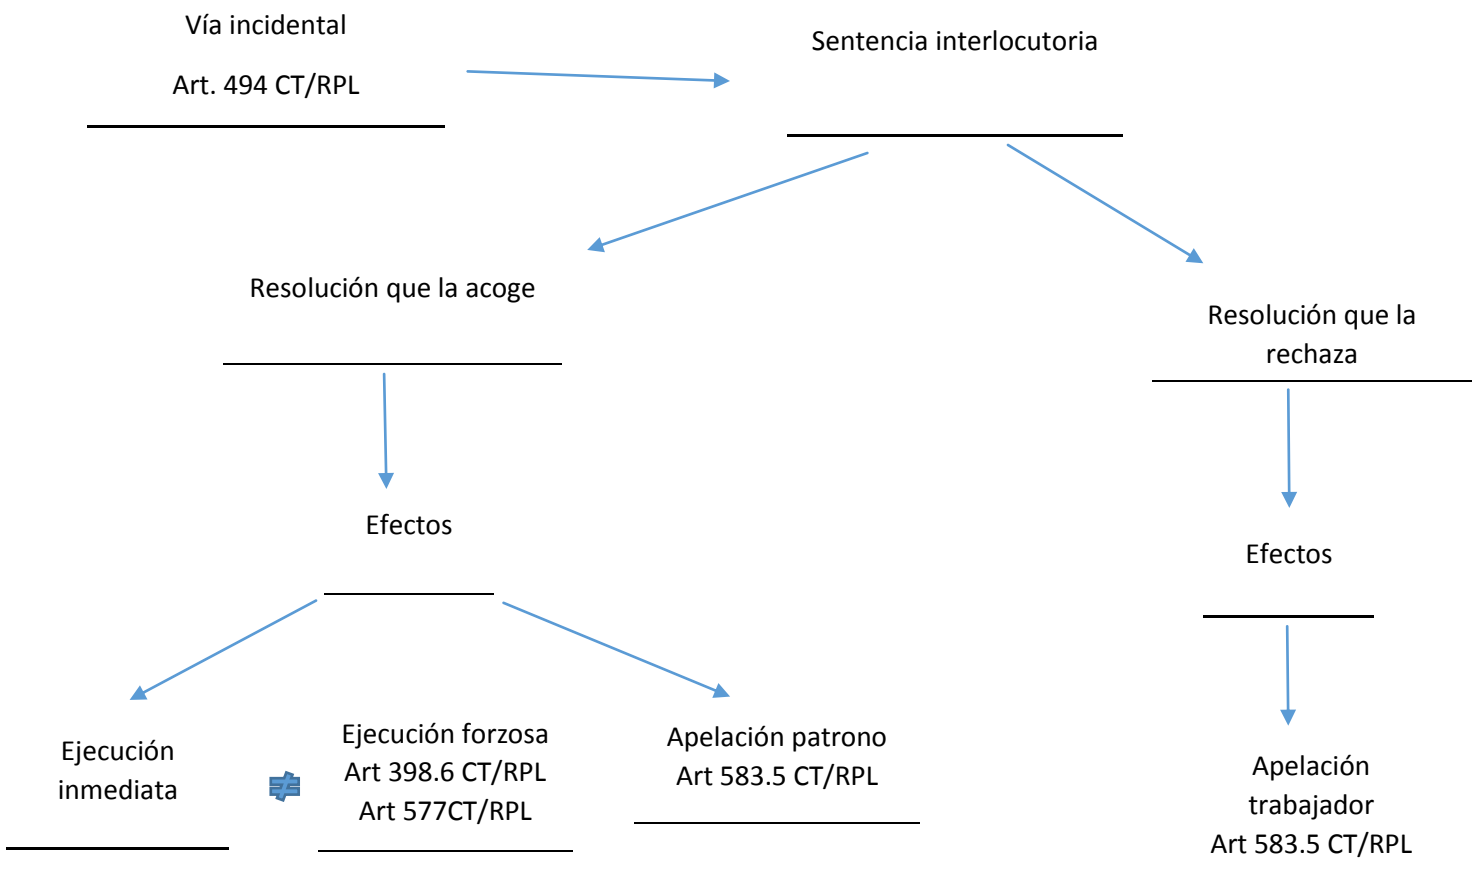 Vía incidental
Art. 494 CT/RPL
Sentencia interlocutoria
Resolución que la acoge
Resolución que la
rechaza
Efectos
Efectos
Ejecución
inmediata
≠
Ejecución forzosa
Art 398.6 CT/RPL
Art 577CT/RPL
Apelación patrono
Art 583.5 CT/RPL
Apelación
trabajador
Art 583.5 CT/RPL